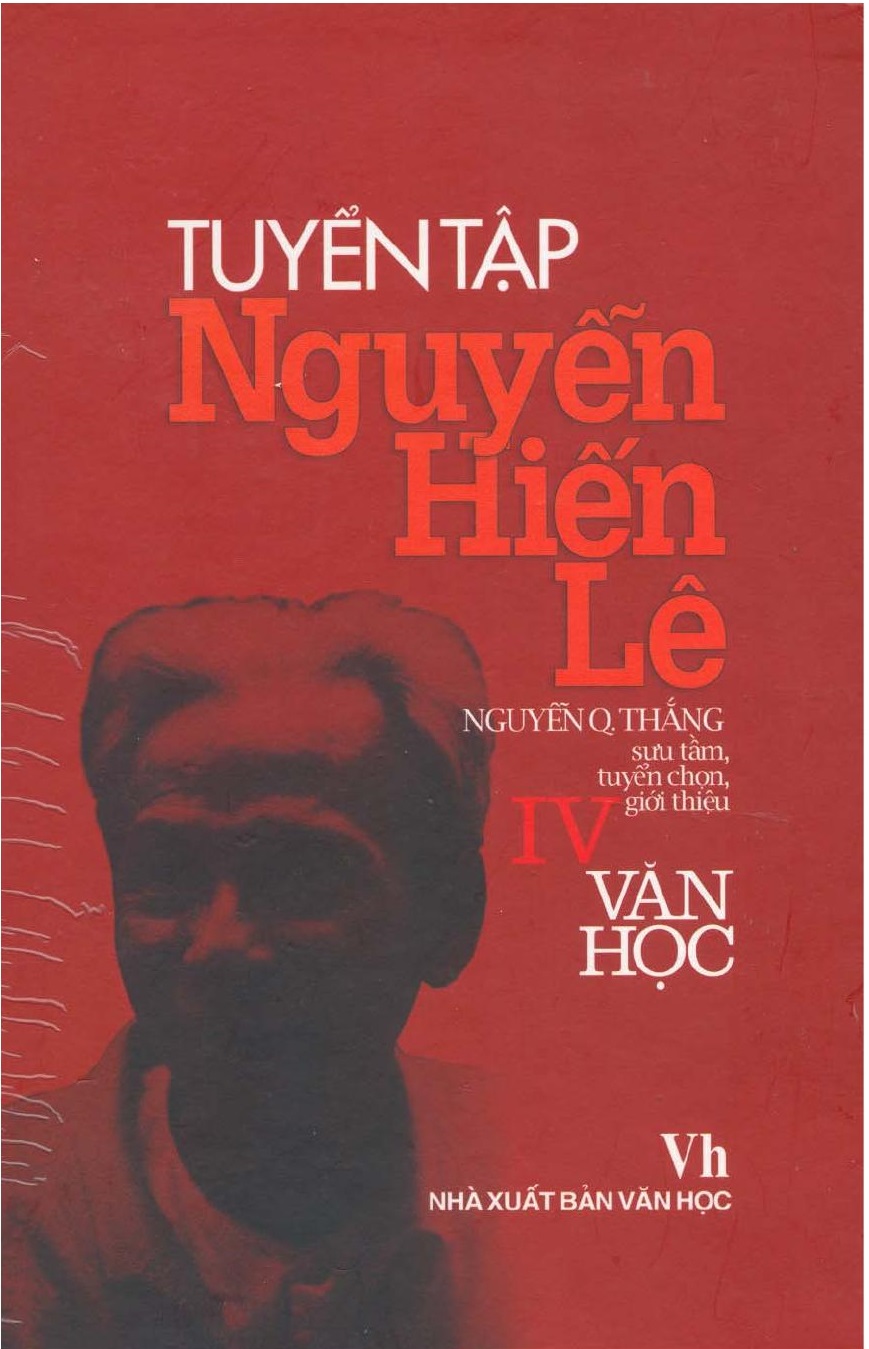 TUYỂN TẬP
Nguyễn
Hiến
Lê
NGUYỄN Q. THẮNG
sưu tầm,
tuyển chọn,
giới thiệu
IV
VĂN
HỌC
Vh
NHÀ XUẤT BẢN VĂN HỌC